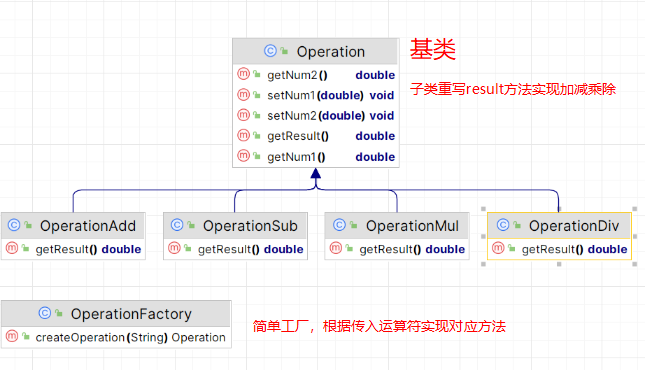 Operation
基类
getNum2() double
setNum1(double) void
子类重写result方法实现加减乘除
setNum2(double) void
getResult() double
getNum1() double
OperationAdd
getResult() double
OperationSub
getResult() double
OperationMul
getResult() double
OperationDiv
getResult() double
OperationFactory
createOperation(String) Operation
简单工厂，根据传入运算符实现对应方法